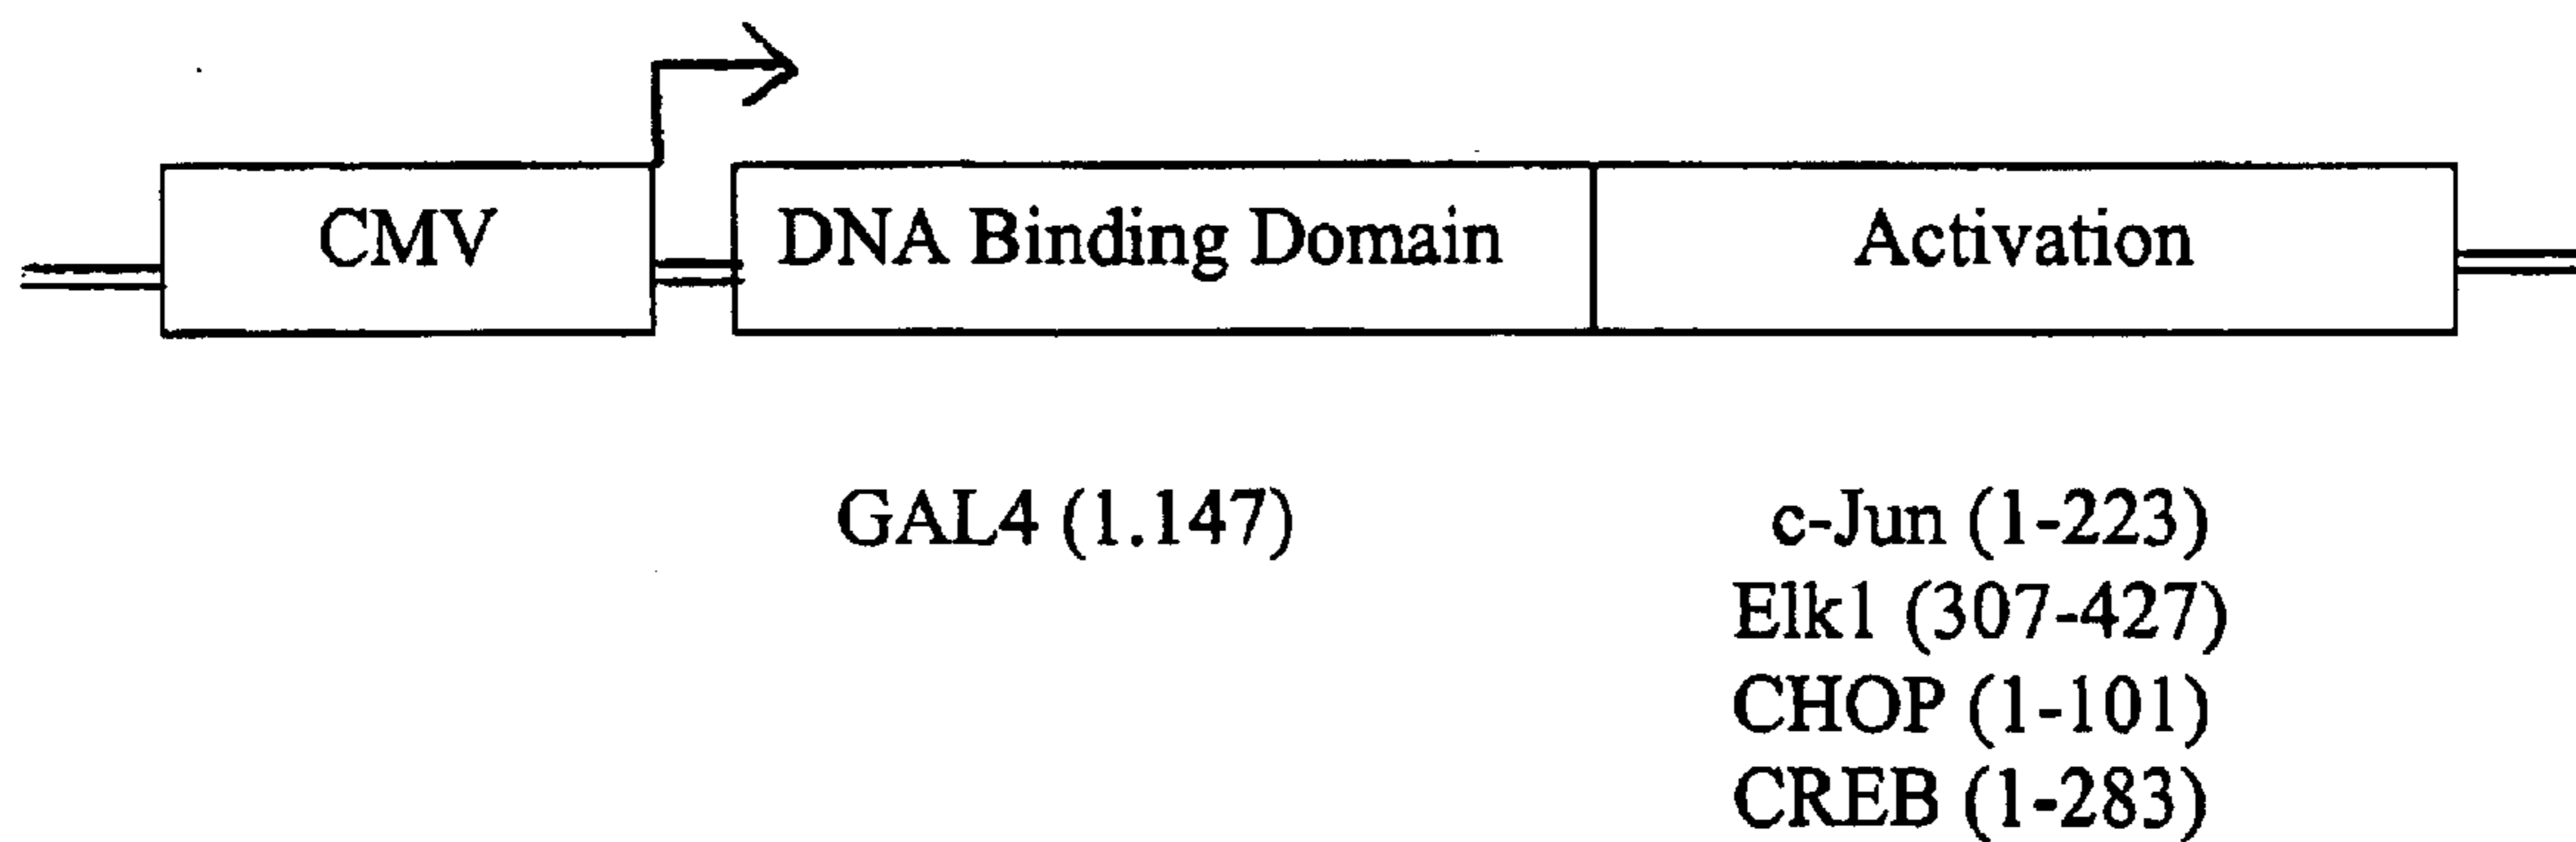 CMV DNA Binding Domain Activation
GAL4 (1.147) c-Jun (1-223)
Elk1 (307-427)
CHOP (1-101)
CREB (1-283)